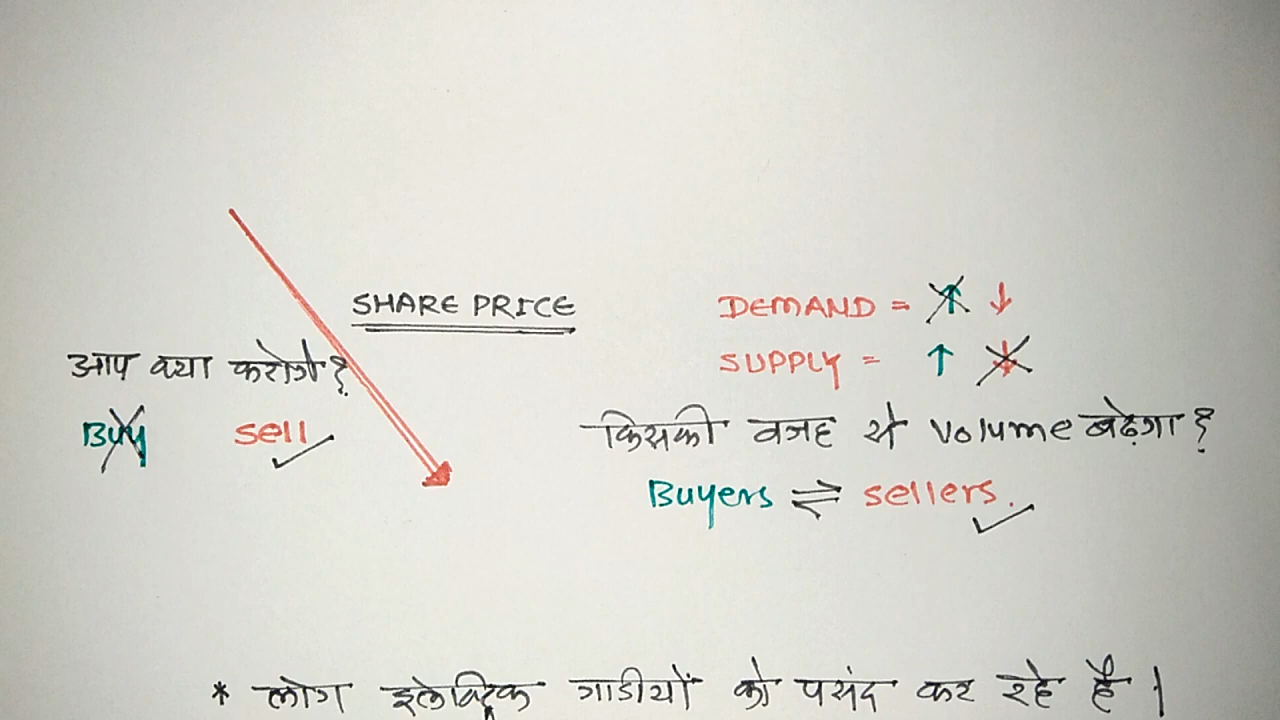 SHARE PRICE
आप क्या करोगे?
Buy sell ✓
DEMAND = ↑ ↓
SUPPLY = ↑ ↓
किसकी वजह से volume बढ़ेगा?
Buyers ⇌ sellers. ✓
* लोग इलेक्ट्रिक गाडीयों को पसंद कर रहे है।